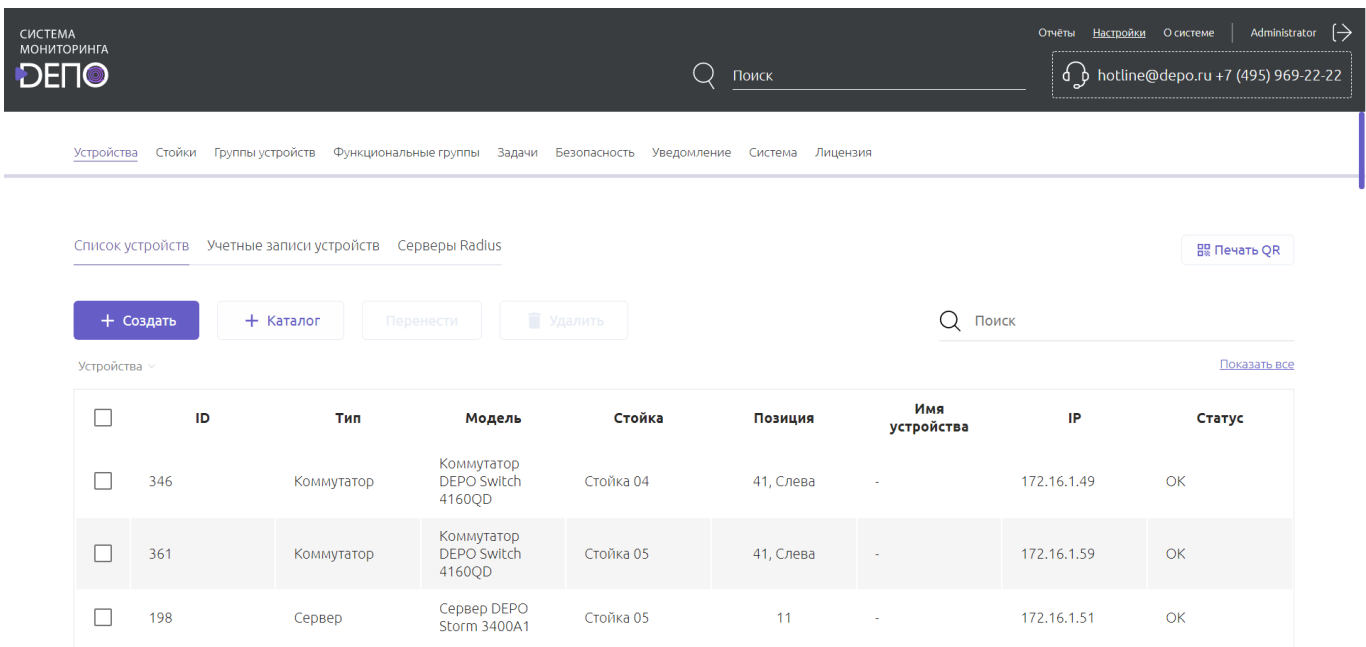 СИСТЕМА
МОНИТОРИНГА
ДЕПО
Поиск
Отчёты Настройки О системе Administrator
hotline@depo.ru +7 (495) 969-22-22
Устройства Стойки Группы устройств Функциональные группы Задачи Безопасность Уведомление Система Лицензия
Список устройств Учетные записи устройств Серверы Radius
Печать QR
+ Создать + Каталог Перенести Удалить Поиск
Устройства Показать все
ID Тип Модель Стойка Позиция Имя устройства IP Статус
346 Коммутатор Коммутатор DEPO Switch 4160QD Стойка 04 41, Слева - 172.16.1.49 OK
361 Коммутатор Коммутатор DEPO Switch 4160QD Стойка 05 41, Слева - 172.16.1.59 OK
198 Сервер Сервер DEPO Storm 3400A1 Стойка 05 11 - 172.16.1.51 OK